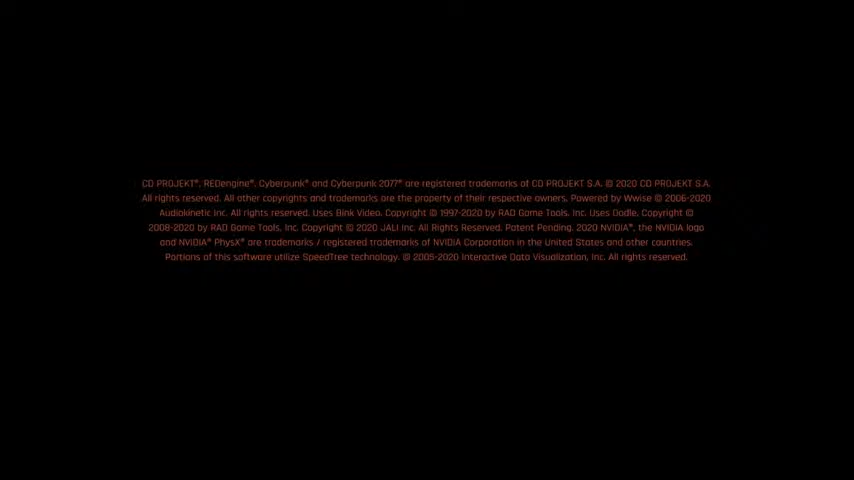 CD PROJEKT®, REDengine®, Cyberpunk® and Cyberpunk 2077® are registered trademarks of CD PROJEKT S.A. © 2020 CD PROJEKT S.A.
All rights reserved. All other copyrights and trademarks are the property of their respective owners. Powered by Wwise © 2006-2020
Audiokinetic Inc. All rights reserved. Uses Bink Video. Copyright © 1997-2020 by RAD Game Tools, Inc. Uses Oodle. Copyright ©
2008-2020 by RAD Game Tools, Inc. Copyright © 2020 JALI Inc. All Rights Reserved. Patent Pending. 2020 NVIDIA®, the NVIDIA logo
and NVIDIA® PhysX® are trademarks / registered trademarks of NVIDIA Corporation in the United States and other countries.
Portions of this software utilize SpeedTree technology. © 2005-2020 Interactive Data Visualization, Inc. All rights reserved.